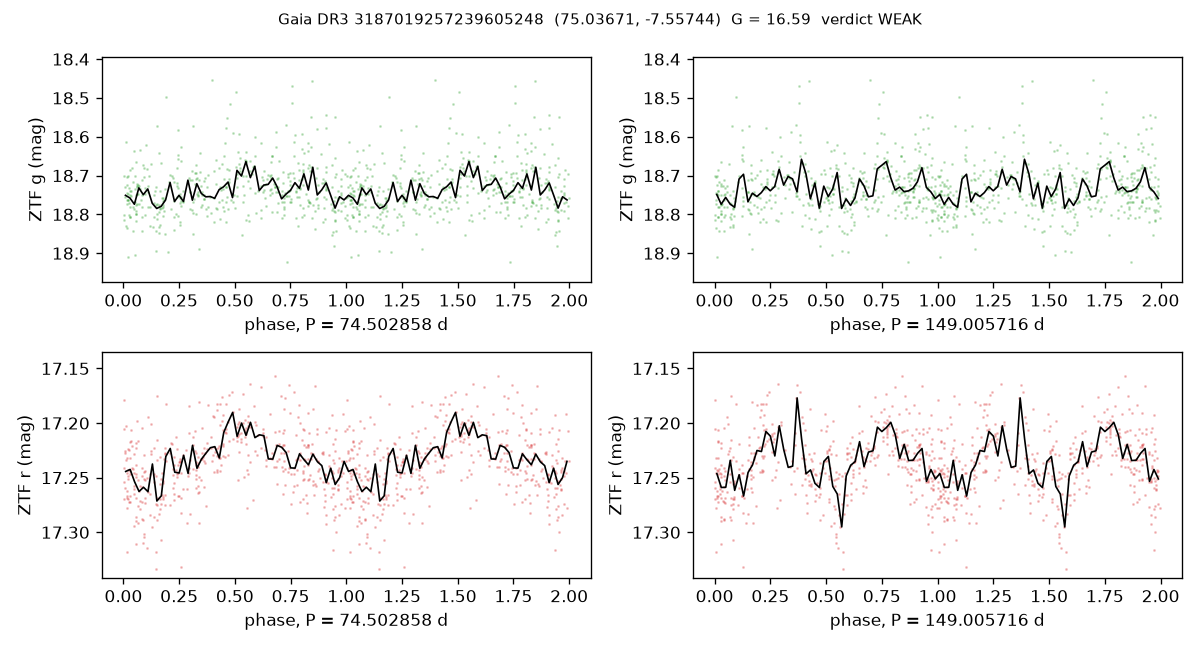 Gaia DR3 3187019257239605248 (75.03671, -7.55744) G = 16.59 verdict WEAK
18.4
18.5
18.6
18.7
18.8
18.9
ZTF g (mag)
0.00 0.25 0.50 0.75 1.00 1.25 1.50 1.75 2.00
phase, P = 74.502858 d
18.4
18.5
18.6
18.7
18.8
18.9
ZTF g (mag)
0.00 0.25 0.50 0.75 1.00 1.25 1.50 1.75 2.00
phase, P = 149.005716 d
17.15
17.20
17.25
17.30
ZTF r (mag)
0.00 0.25 0.50 0.75 1.00 1.25 1.50 1.75 2.00
phase, P = 74.502858 d
17.15
17.20
17.25
17.30
ZTF r (mag)
0.00 0.25 0.50 0.75 1.00 1.25 1.50 1.75 2.00
phase, P = 149.005716 d